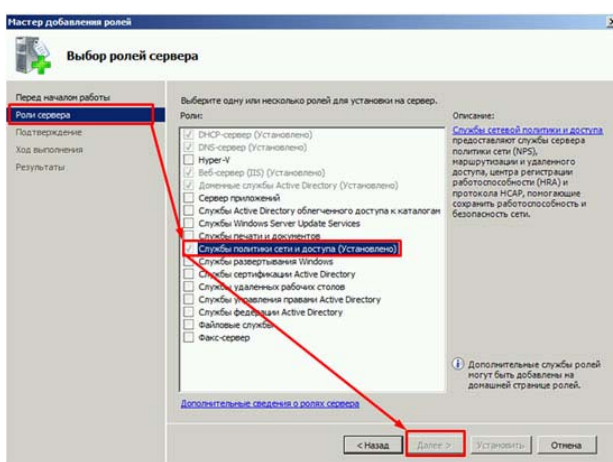 Мастер добавления ролей
Выбор ролей сервера
Перед началом работы
Роли сервера
Подтверждение
Ход выполнения
Результаты
Выберите одну или несколько ролей для установки на сервер.
Роли:
DHCP-сервер (Установлено)
DNS-сервер (Установлено)
Hyper-V
Веб-сервер (IIS) (Установлено)
Доменные службы Active Directory (Установлено)
Сервер приложений
Службы Active Directory облегченного доступа к каталогам
Службы Windows Server Update Services
Службы печати и документов
Службы политики сети и доступа (Установлено)
Службы развертывания Windows
Службы сертификации Active Directory
Службы удаленных рабочих столов
Службы управления правами Active Directory
Службы федерации Active Directory
Файловые службы
Факс-сервер
Дополнительные сведения о ролях сервера
Описание:
Службы сетевой политики и доступа
предоставляют службы сервера
политики сети (NPS),
маршрутизации и удаленного
доступа, центра регистрации
работоспособности (HRA) и
протокола HCAP, помогающие
сохранить работоспособность и
безопасность сети.
Дополнительные службы ролей
могут быть добавлены на
домашней странице ролей.
< Назад
Далее >
Установить
Отмена